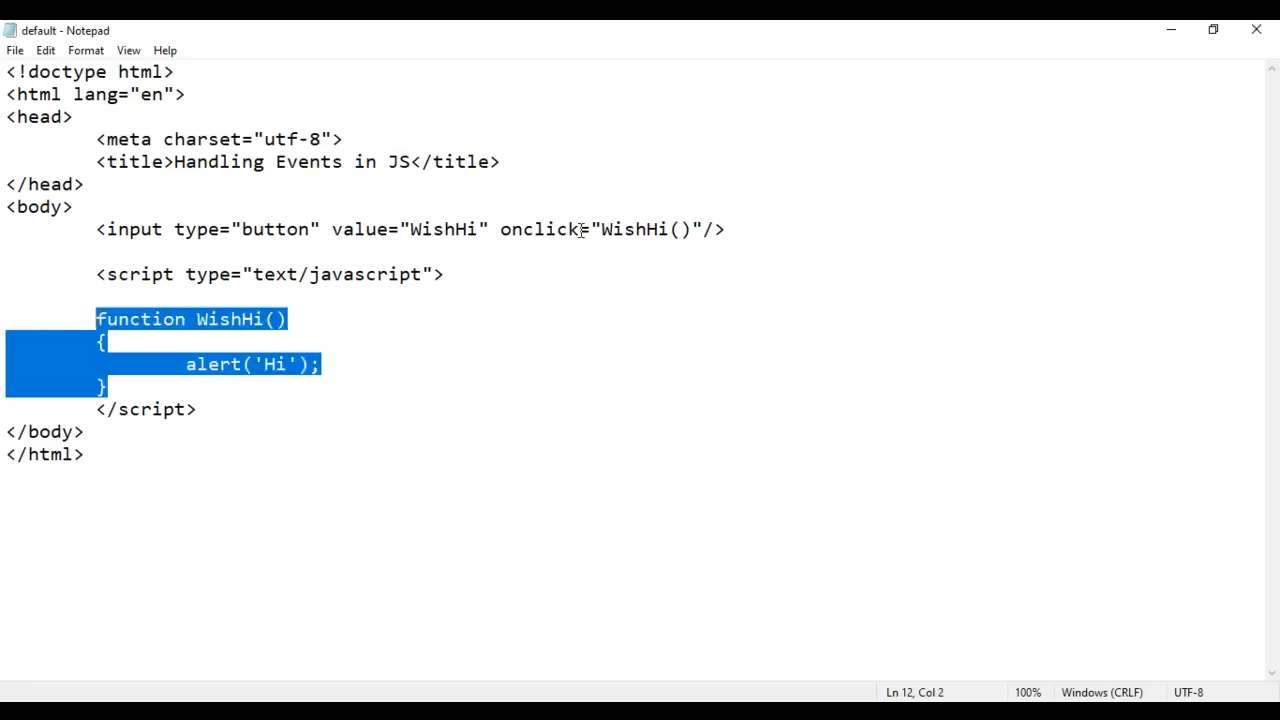 default - Notepad
File Edit Format View Help
<!doctype html>
<html lang="en">
<head>
	<meta charset="utf-8">
	<title>Handling Events in JS</title>
</head>
<body>
	<input type="button" value="WishHi" onclick="WishHi()"/>

	<script type="text/javascript">

	function WishHi()
	{
		alert('Hi');
	}
	</script>
</body>
</html>
Ln 12, Col 2 100% Windows (CRLF) UTF-8